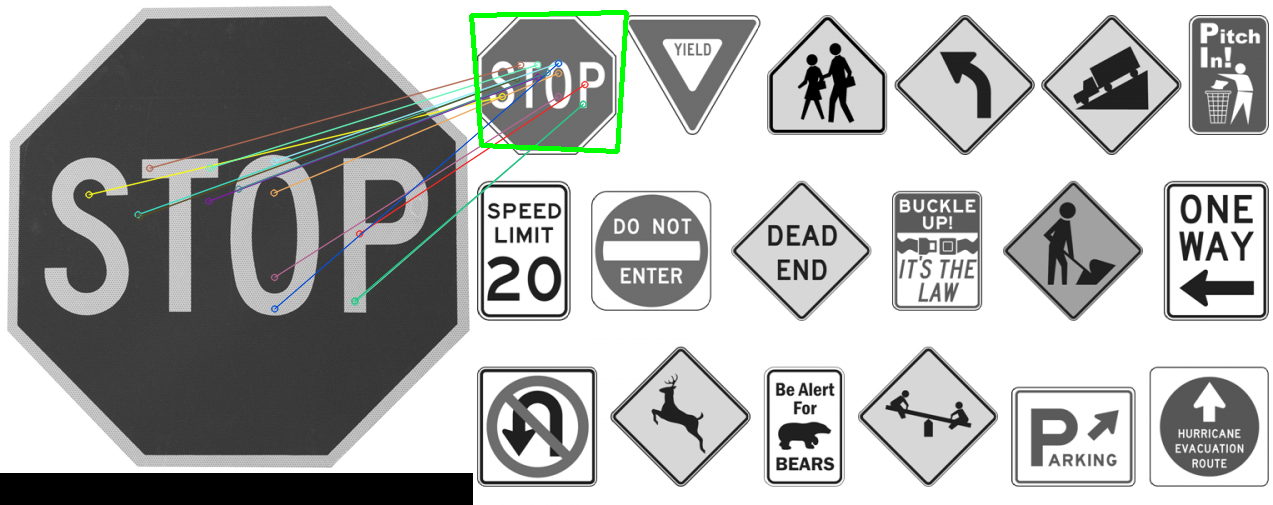 STOP
STOP
YIELD
Pitch
In!
SPEED
LIMIT
20
DO NOT
ENTER
DEAD
END
BUCKLE
UP!
IT'S THE
LAW
ONE
WAY
Be Alert
For
BEARS
PARKING
HURRICANE
EVACUATION
ROUTE